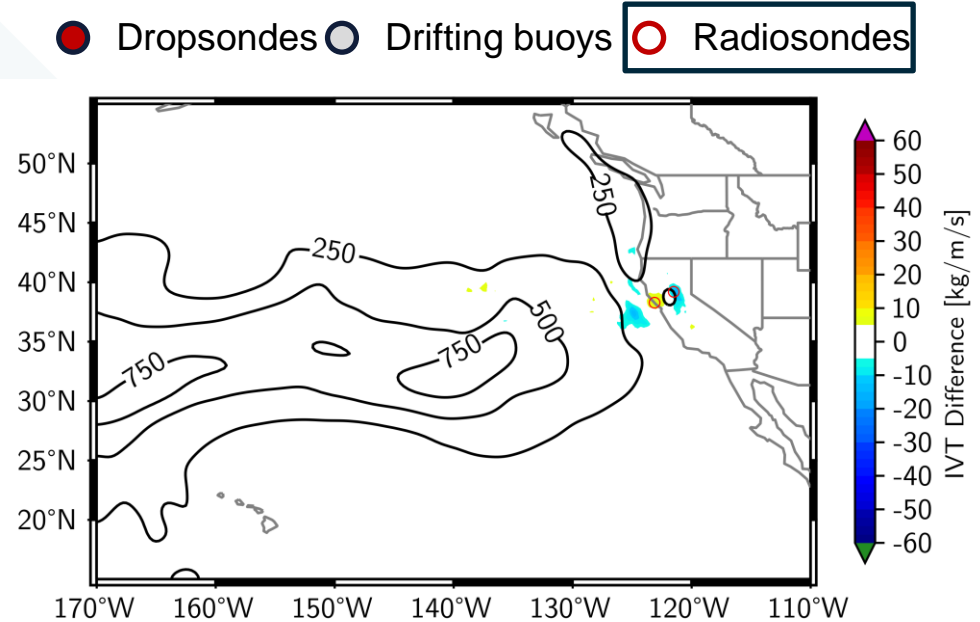 Dropsondes Drifting buoys Radiosondes
50°N
45°N
40°N
35°N
30°N
25°N
20°N
170°W 160°W 150°W 140°W 130°W 120°W 110°W
250
250
500
750
750
60
50
40
30
20
10
0
-10
-20
-30
-40
-50
-60
IVT Difference [kg/m/s]